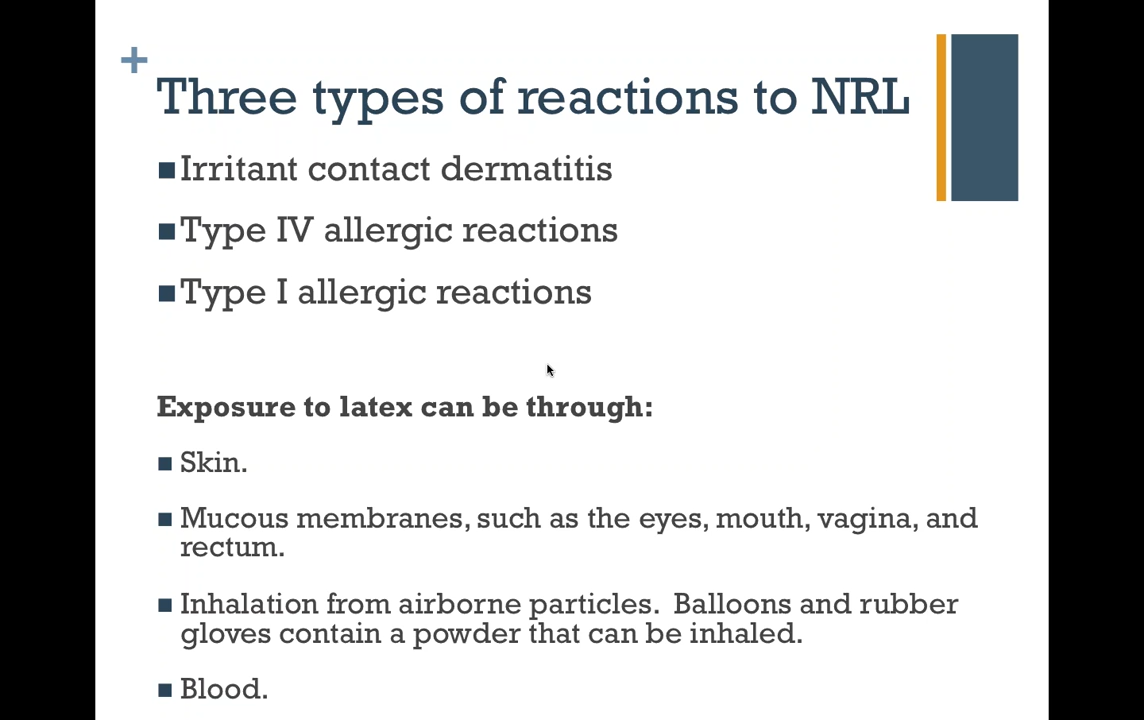 +
Three types of reactions to NRL
Irritant contact dermatitis
Type IV allergic reactions
Type I allergic reactions
Exposure to latex can be through:
Skin.
Mucous membranes, such as the eyes, mouth, vagina, and
rectum.
Inhalation from airborne particles.  Balloons and rubber
gloves contain a powder that can be inhaled.
Blood.